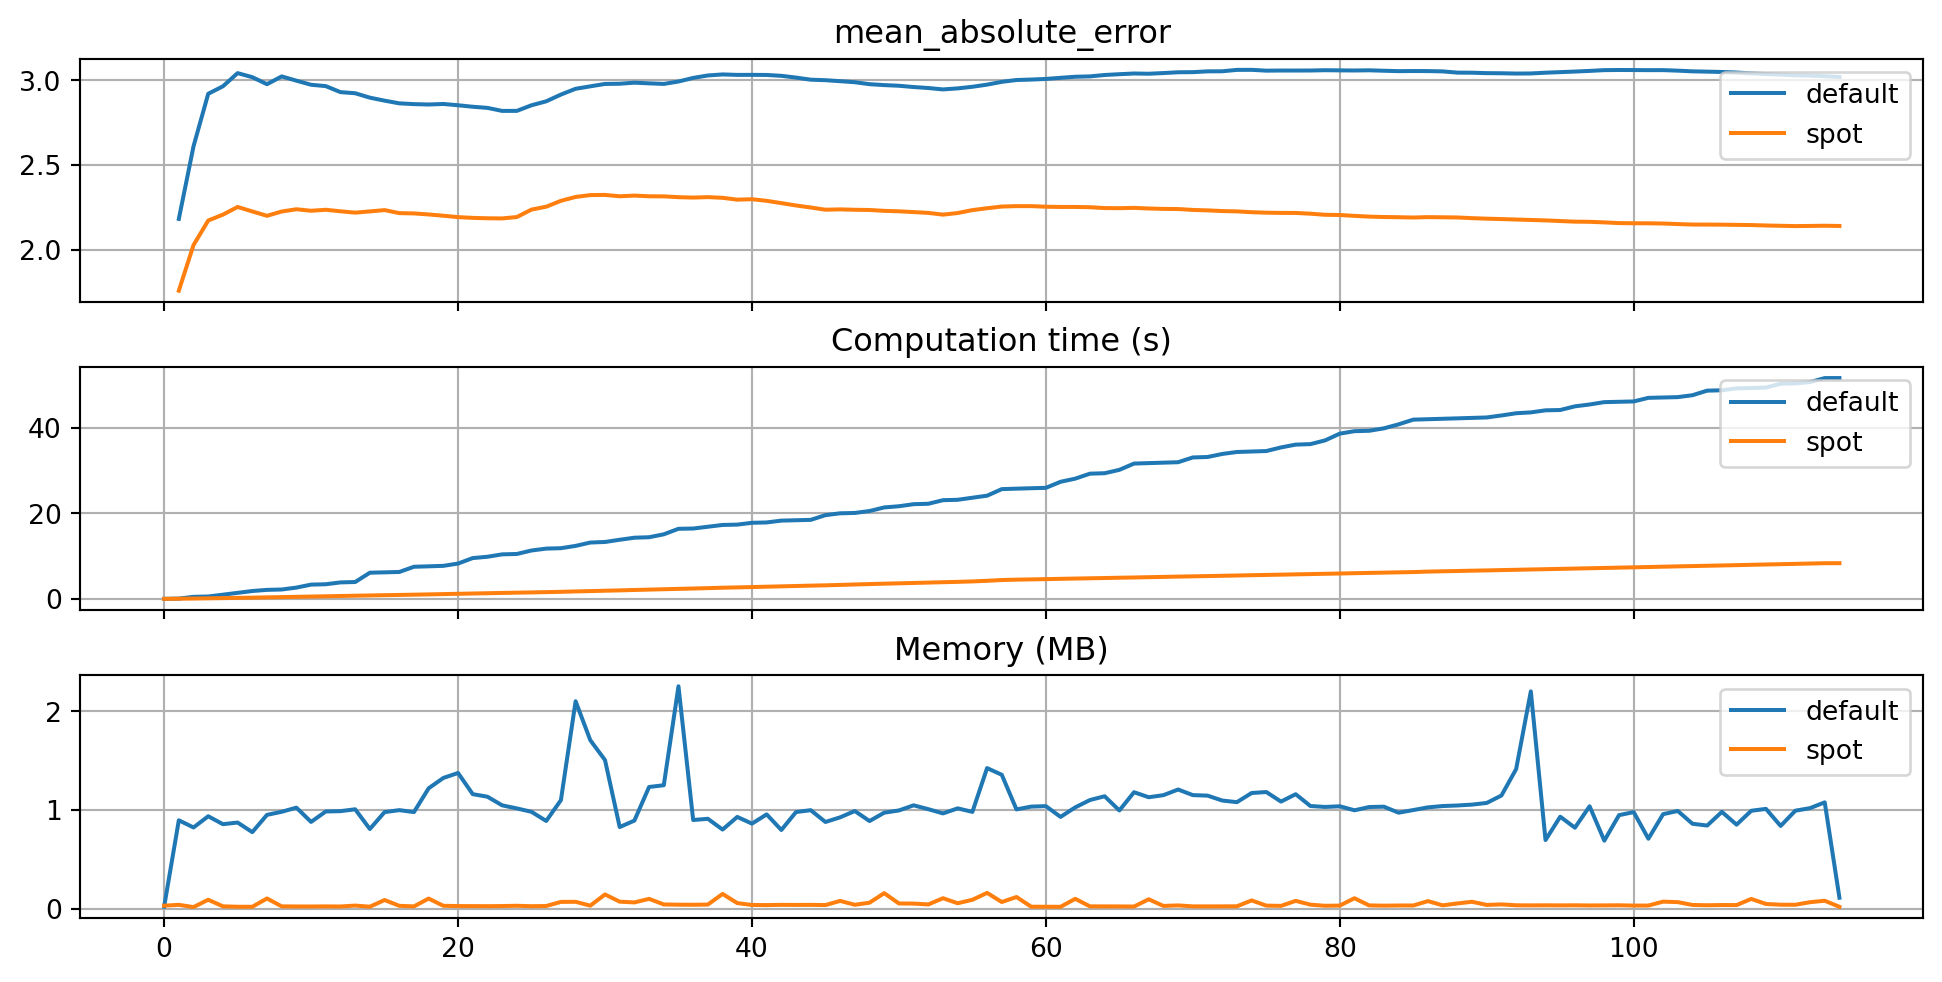 mean_absolute_error
3.0
2.5
2.0
default
spot
Computation time (s)
40
20
0
default
spot
Memory (MB)
2
1
0
default
spot
0 20 40 60 80 100